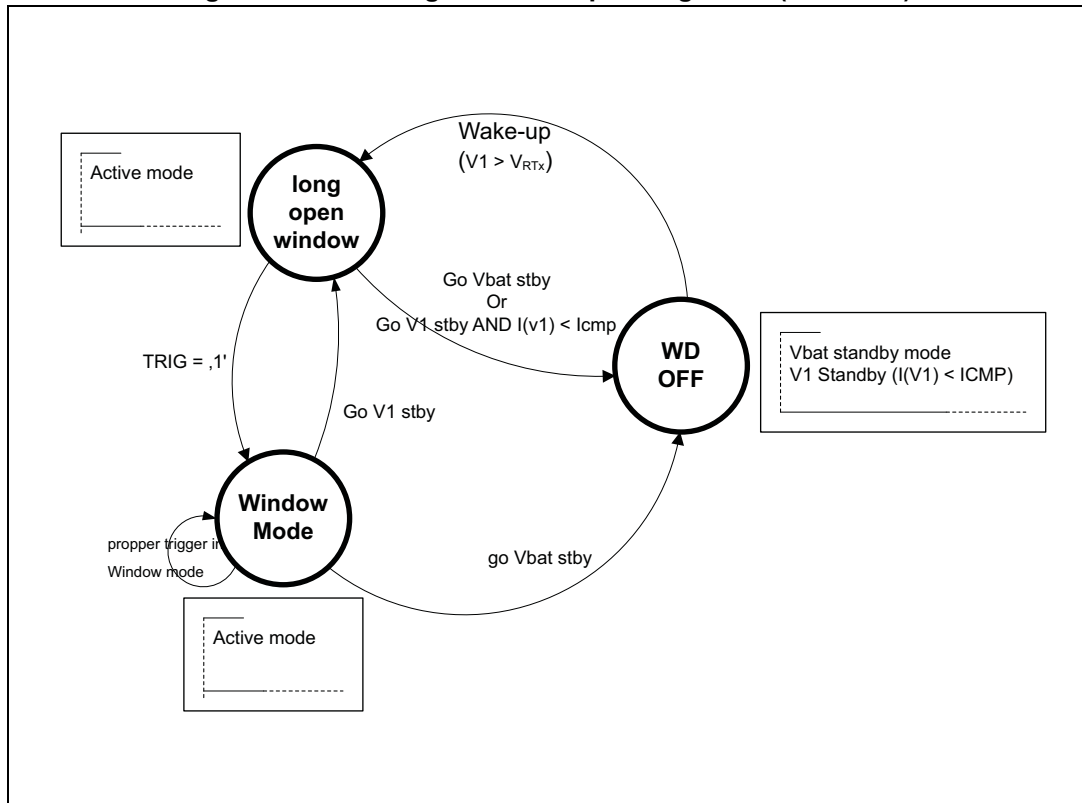 Wake-up
(V1 > VRTx)
Active mode
long
open
window
Go Vbat stby
Or
Go V1 stby AND I(v1) < Icmp
WD
OFF
Vbat standby mode
V1 Standby (I(V1) < ICMP)
TRIG = ‚1'
Go V1 stby
Window
Mode
propper trigger in
Window mode
go Vbat stby
Active mode